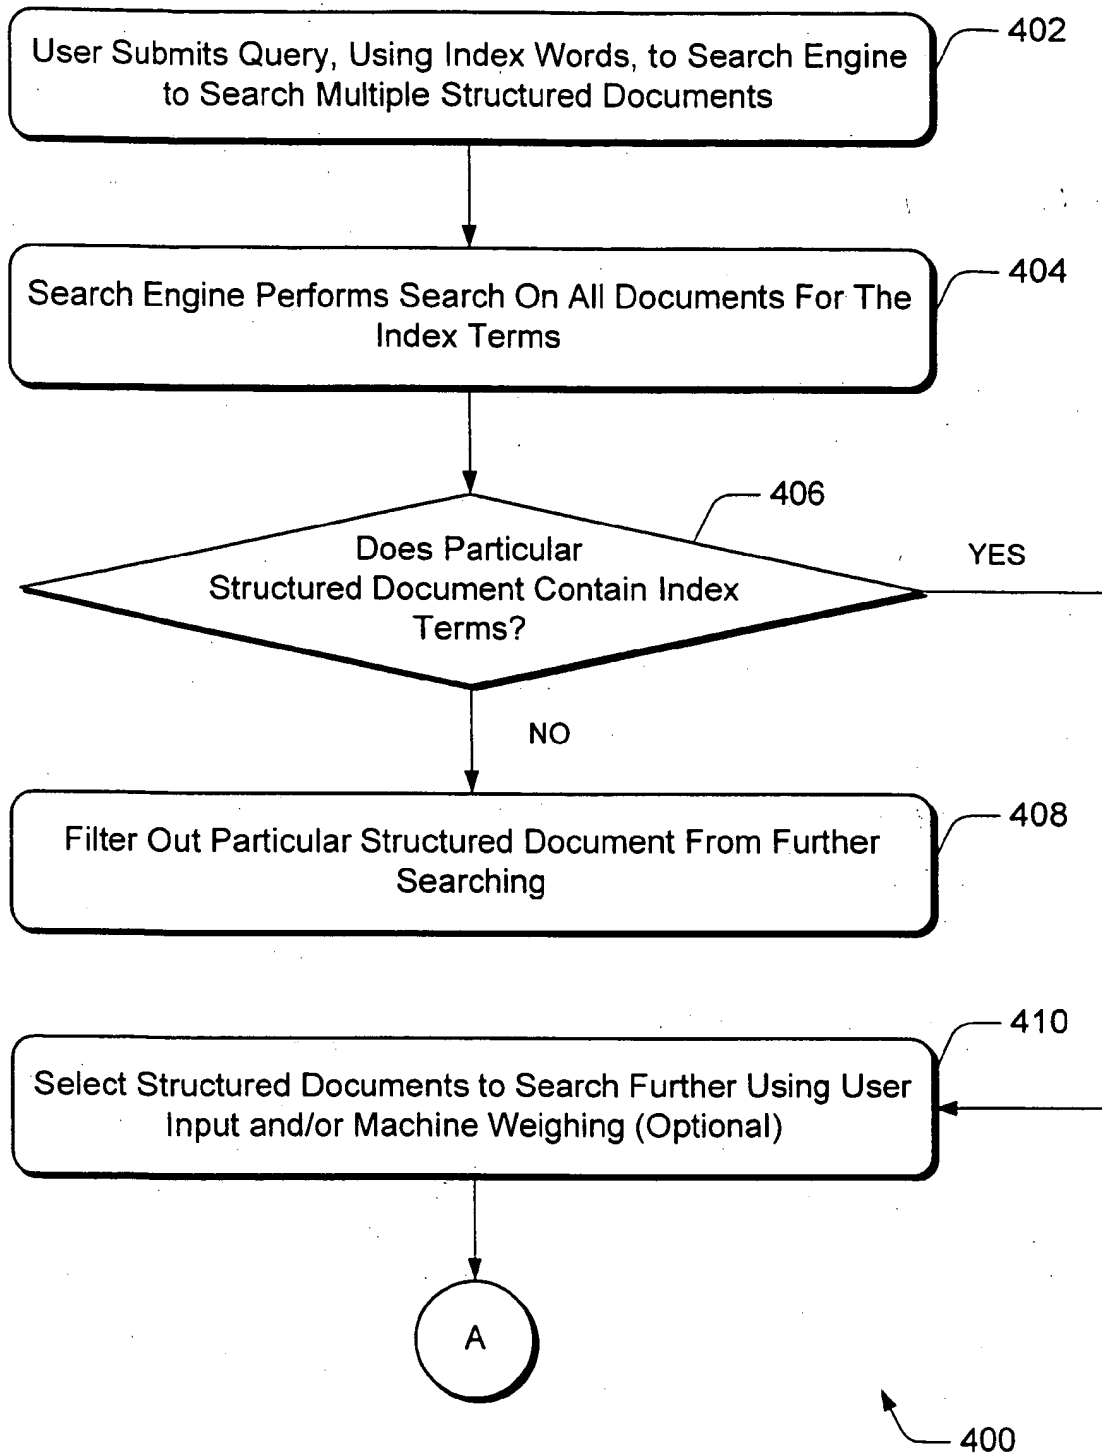 402
User Submits Query, Using Index Words, to Search Engine
to Search Multiple Structured Documents
404
Search Engine Performs Search On All Documents For The
Index Terms
406
Does Particular
Structured Document Contain Index
Terms?
YES
NO
408
Filter Out Particular Structured Document From Further
Searching
410
Select Structured Documents to Search Further Using User
Input and/or Machine Weighing (Optional)
A
400